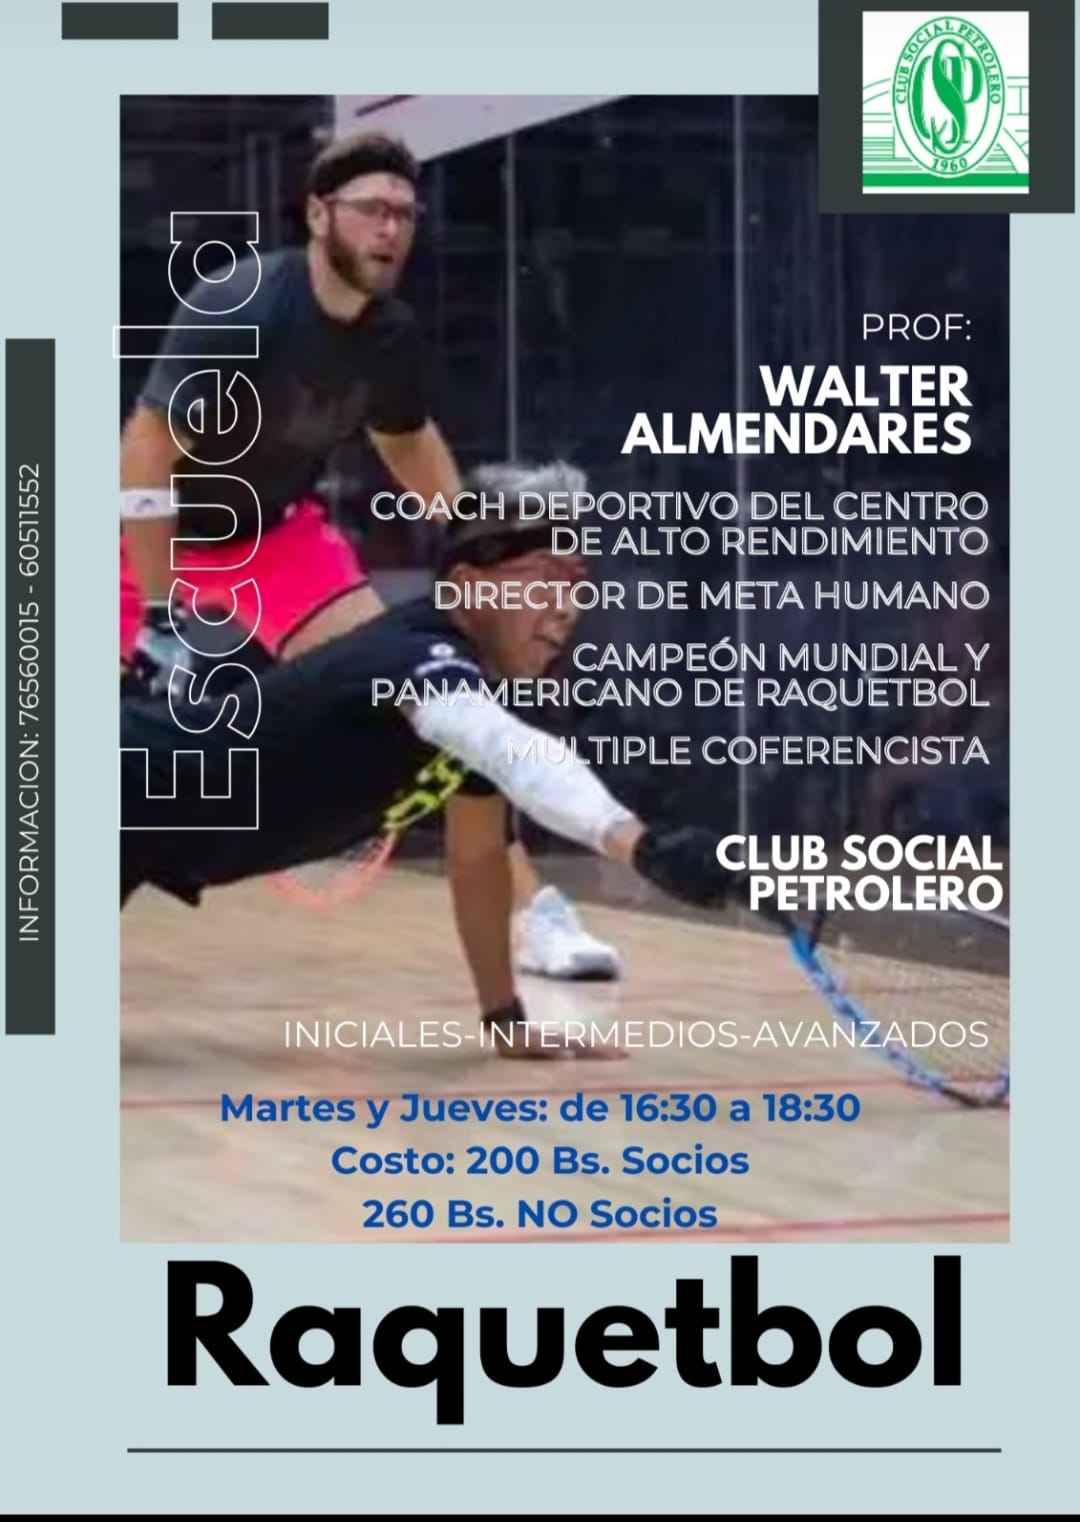 CLUB SOCIAL PETROLERO
CSP
1960
Escuela
PROF:
WALTER
ALMENDARES
COACH DEPORTIVO DEL CENTRO
DE ALTO RENDIMIENTO
DIRECTOR DE META HUMANO
CAMPEÓN MUNDIAL Y
PANAMERICANO DE RAQUETBOL
MULTIPLE COFERENCISTA
CLUB SOCIAL
PETROLERO
INICIALES-INTERMEDIOS-AVANZADOS
Martes y Jueves: de 16:30 a 18:30
Costo: 200 Bs. Socios
260 Bs. NO Socios
Raquetbol
INFORMACION: 76560015 - 60511552